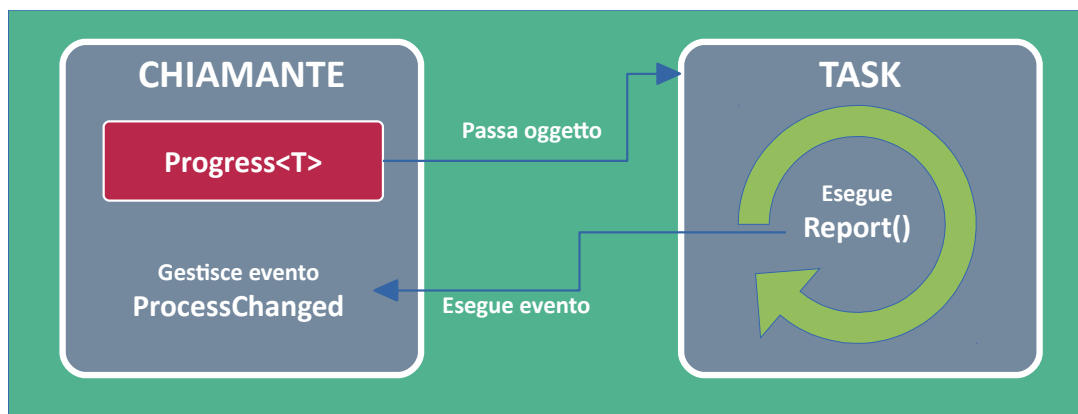 CHIAMANTE
Progress<T>
Gestisce evento
ProcessChanged
Passa oggetto
Esegue evento
TASK
Esegue
Report()